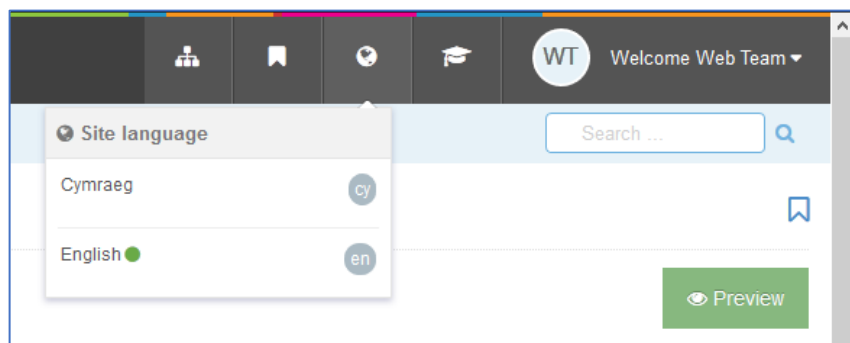 WT Welcome Web Team
Site language
Search ...
Cymraeg cy
English en
Preview